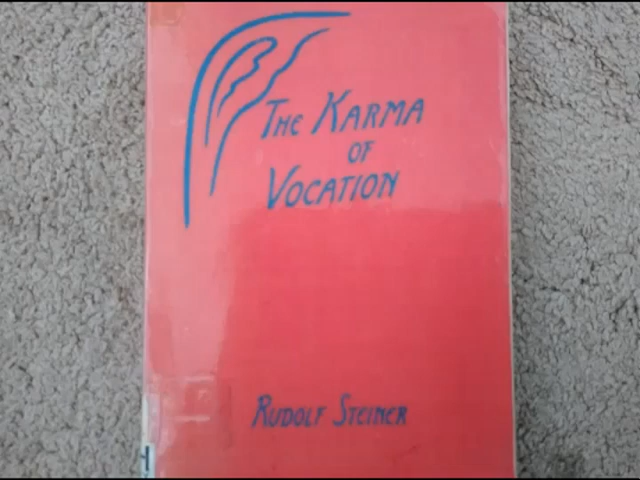 The Karma
of
Vocation
Rudolf Steiner
H